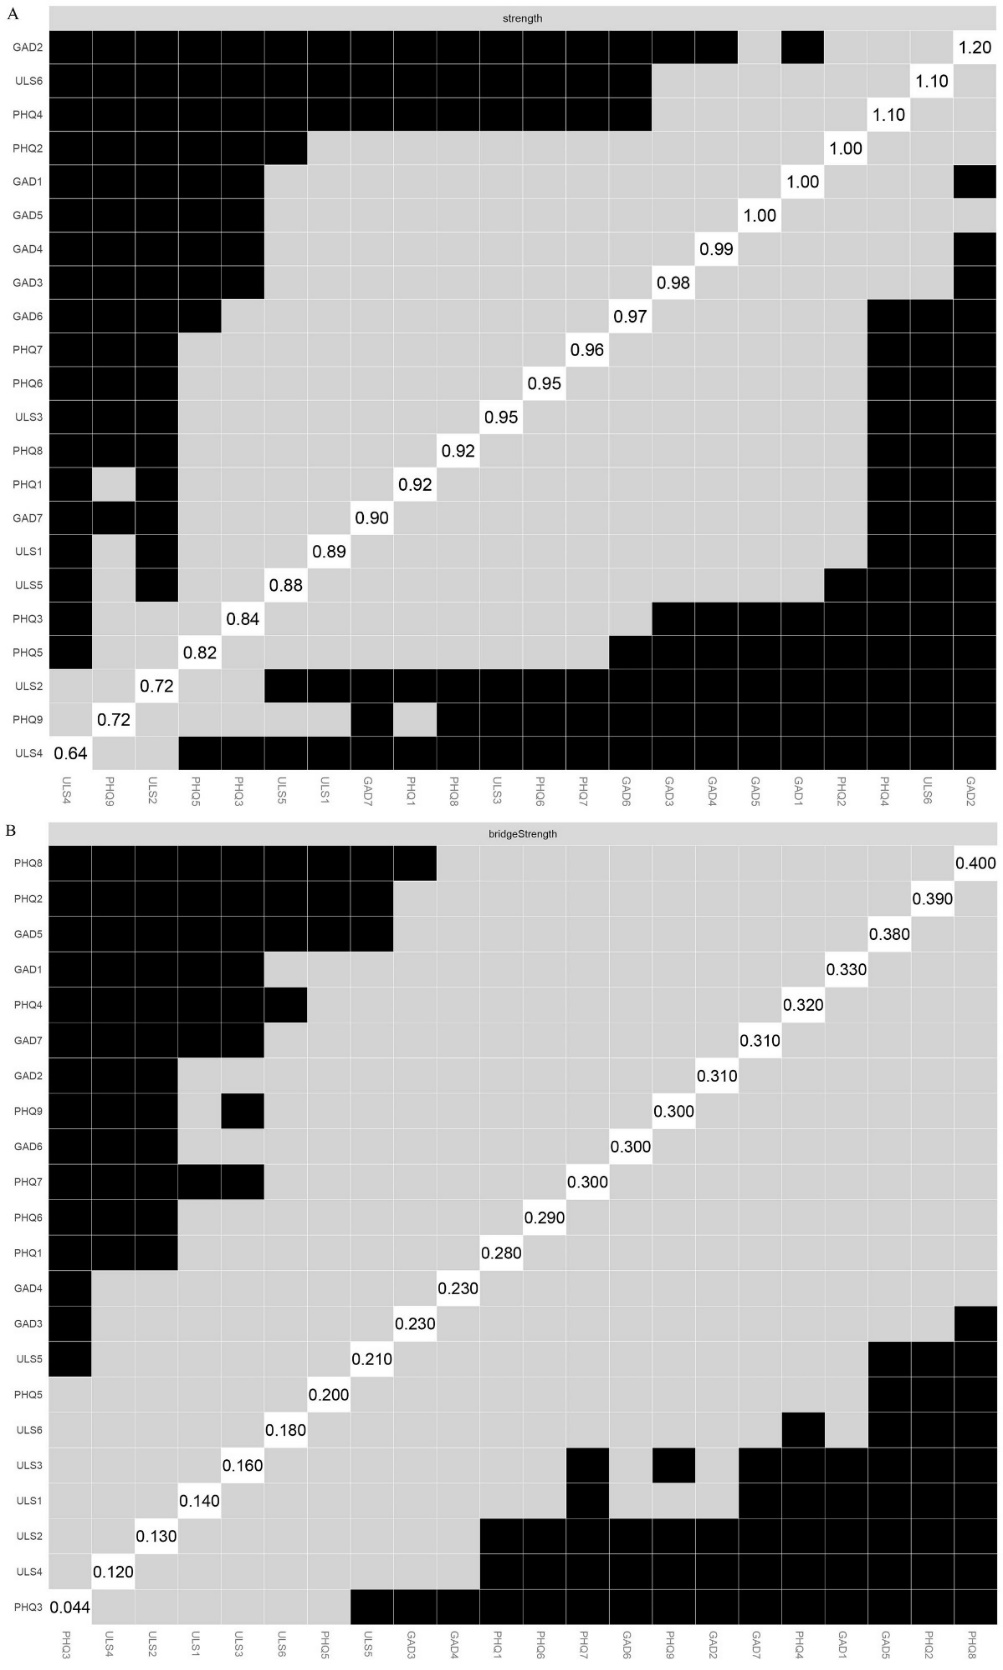 A
strength
GAD2 1.20
ULS6 1.10
PHQ4 1.10
PHQ2 1.00
GAD1 1.00
GAD5 1.00
GAD4 0.99
GAD3 0.98
GAD6 0.97
PHQ7 0.96
PHQ6 0.95
ULS3 0.95
PHQ8 0.92
PHQ1 0.92
GAD7 0.90
ULS1 0.89
ULS5 0.88
PHQ3 0.84
PHQ5 0.82
ULS2 0.72
PHQ9 0.72
ULS4 0.64
ULS4 PHQ9 ULS2 PHQ5 PHQ3 ULS5 ULS1 GAD7 PHQ1 PHQ8 ULS3 PHQ6 PHQ7 GAD6 GAD3 GAD4 GAD5 GAD1 PHQ2 PHQ4 ULS6 GAD2
B
bridgeStrength
PHQ8 0.400
PHQ2 0.390
GAD5 0.380
GAD1 0.330
PHQ4 0.320
GAD7 0.310
GAD2 0.310
PHQ9 0.300
GAD6 0.300
PHQ7 0.300
PHQ6 0.290
PHQ1 0.280
GAD4 0.230
GAD3 0.230
ULS5 0.210
PHQ5 0.200
ULS6 0.180
ULS3 0.160
ULS1 0.140
ULS2 0.130
ULS4 0.120
PHQ3 0.044
PHQ3 ULS4 ULS2 ULS1 ULS3 ULS6 PHQ5 ULS5 GAD3 GAD4 PHQ1 PHQ6 PHQ7 GAD6 PHQ9 GAD2 GAD7 PHQ4 GAD1 GAD5 PHQ2 PHQ8